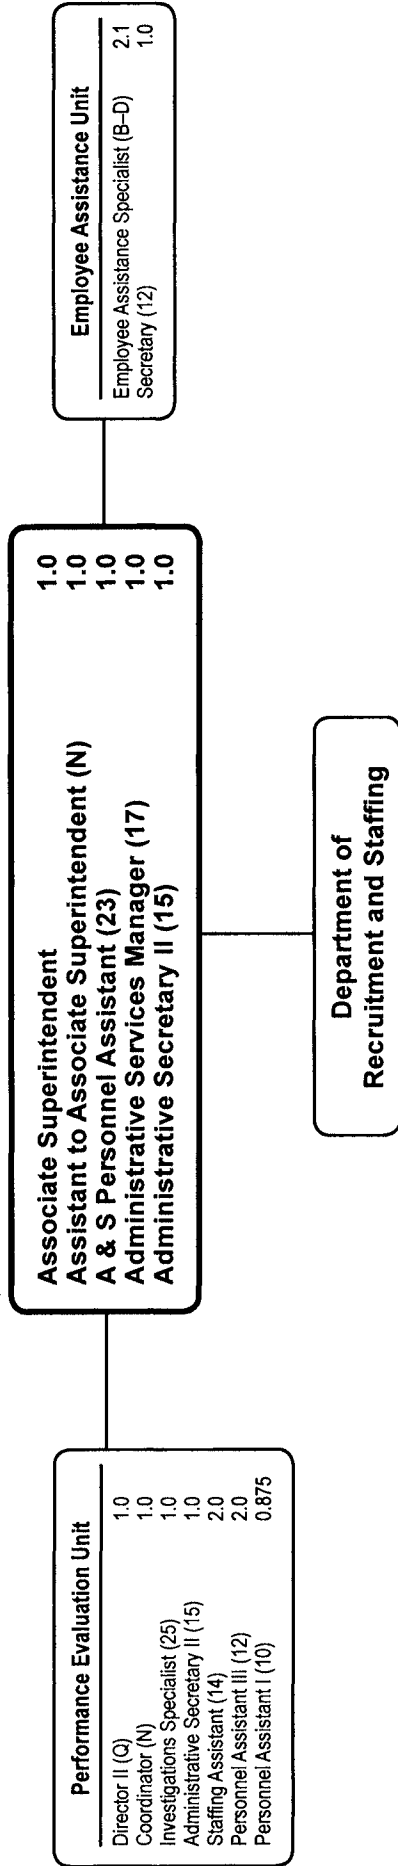 Performance Evaluation Unit
Director II (Q) 1.0
Coordinator (N) 1.0
Investigations Specialist (25) 1.0
Administrative Secretary II (15) 1.0
Staffing Assistant (14) 2.0
Personnel Assistant III (12) 2.0
Personnel Assistant I (10) 0.875
Associate Superintendent 1.0
Assistant to Associate Superintendent (N) 1.0
A & S Personnel Assistant (23) 1.0
Administrative Services Manager (17) 1.0
Administrative Secretary II (15) 1.0
Employee Assistance Unit
Employee Assistance Specialist (B–D) 2.1
Secretary (12) 1.0
Department of
Recruitment and Staffing